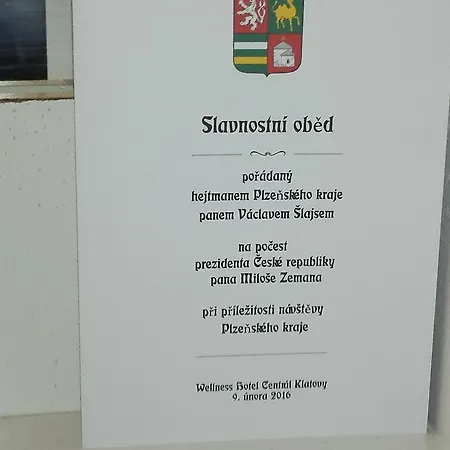 Slavnostní oběd
pořádaný
hejtmanem Plzeňského kraje
panem Václavem Šlajsem
na počest
prezidenta České republiky
pana Miloše Zemana
při příležitosti návštěvy
Plzeňského kraje
Wellness Hotel Centrál Klatovy
9. února 2016